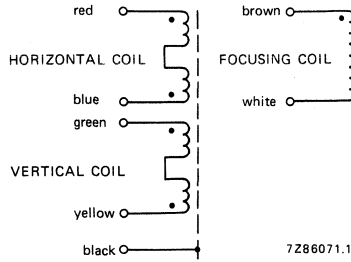 red
HORIZONTAL COIL
blue
green
VERTICAL COIL
yellow
black
brown
FOCUSING COIL
white
7Z86071.1